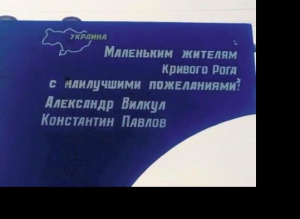 УКРАИНА
Маленьким жителям
Кривого Рога
с наилучшими пожеланиями!
Александр Вилкул
Константин Павлов